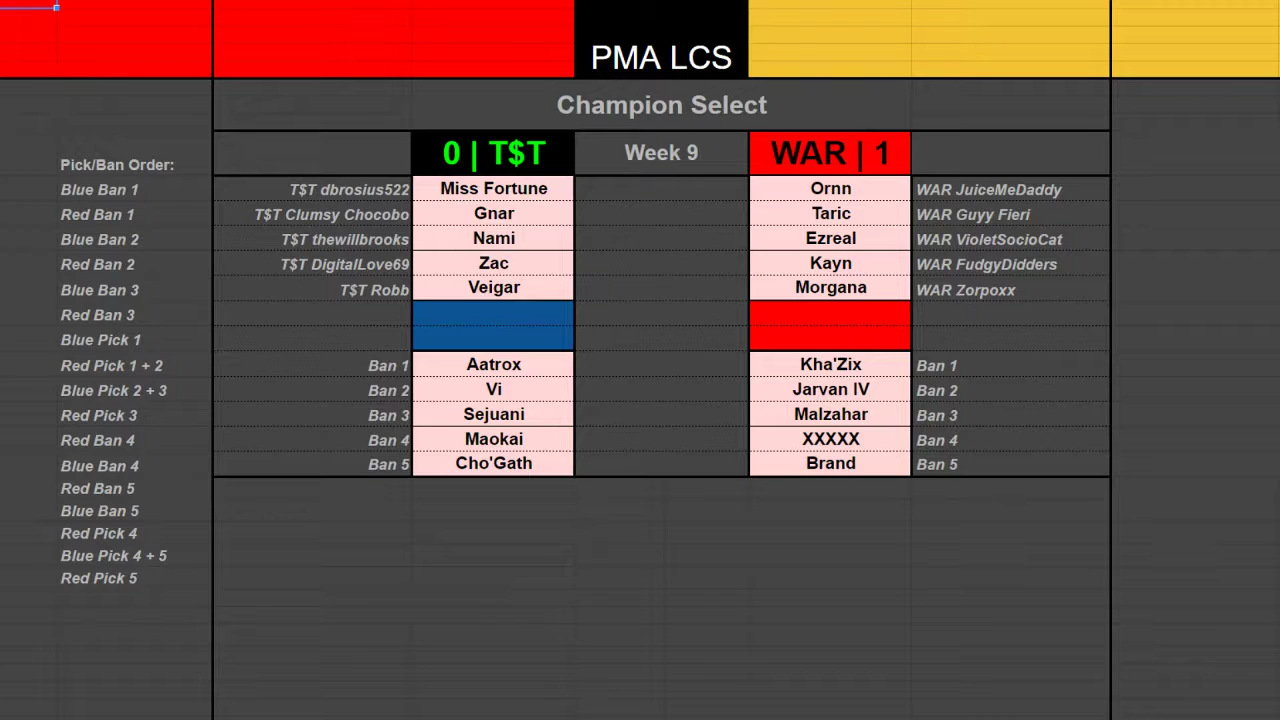 PMA LCS
Champion Select
0 | T$T Week 9 WAR | 1
Pick/Ban Order:
Blue Ban 1 T$T dbrosius522 Miss Fortune Ornn WAR JuiceMeDaddy
Red Ban 1 T$T Clumsy Chocobo Gnar Taric WAR Guyy Fieri
Blue Ban 2 T$T thewillbrooks Nami Ezreal WAR VioletSocioCat
Red Ban 2 T$T DigitalLove69 Zac Kayn WAR FudgyDidders
Blue Ban 3 T$T Robb Veigar Morgana WAR Zorpoxx
Red Ban 3
Blue Pick 1
Red Pick 1 + 2 Ban 1 Aatrox Kha'Zix Ban 1
Blue Pick 2 + 3 Ban 2 Vi Jarvan IV Ban 2
Red Pick 3 Ban 3 Sejuani Malzahar Ban 3
Red Ban 4 Ban 4 Maokai XXXXX Ban 4
Blue Ban 4 Ban 5 Cho'Gath Brand Ban 5
Red Ban 5
Blue Ban 5
Red Pick 4
Blue Pick 4 + 5
Red Pick 5